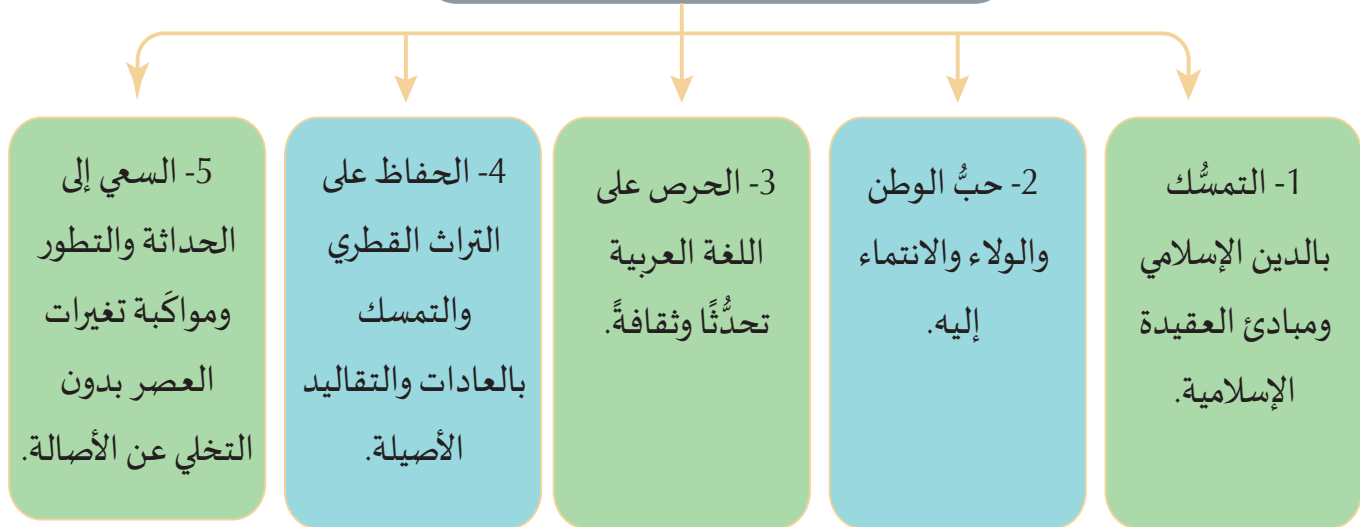 1- التمسُّك
بالدين الإسلامي
ومبادئ العقيدة
الإسلامية.
2- حبُّ الوطن
والولاء والانتماء
إليه.
3- الحرص على
اللغة العربية
تحدُّثًا وثقافةً.
4- الحفاظ على
التراث القطري
والتمسك
بالعادات والتقاليد
الأصيلة.
5- السعي إلى
الحداثة والتطور
ومواكَبة تغيرات
العصر بدون
التخلي عن الأصالة.